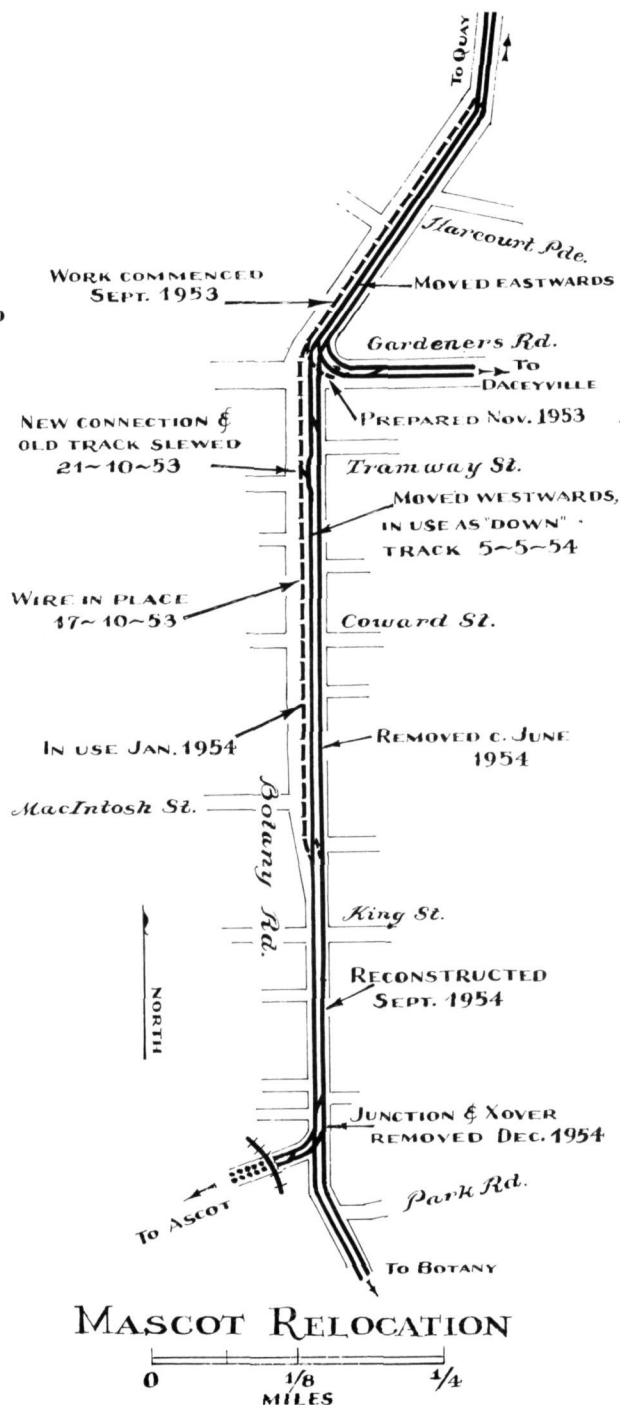 To Quay
Harcourt Pde.
Work commenced
Sept. 1953
Moved eastwards
Gardeners Rd.
To
Daceyville
Prepared Nov. 1953
New connection &
old track slewed
21~10~53
Tramway St.
Moved westwards,
in use as "down"
track 5~5~54
Wire in place
17~10~53
Coward St.
In use Jan. 1954
Removed c. June
1954
MacIntosh St.
Botany Rd.
King St.
North
Reconstructed
Sept. 1954
Junction & Xover
removed Dec. 1954
Park Rd.
To Ascot
To Botany
Mascot Relocation
0 1/8 1/4
Miles